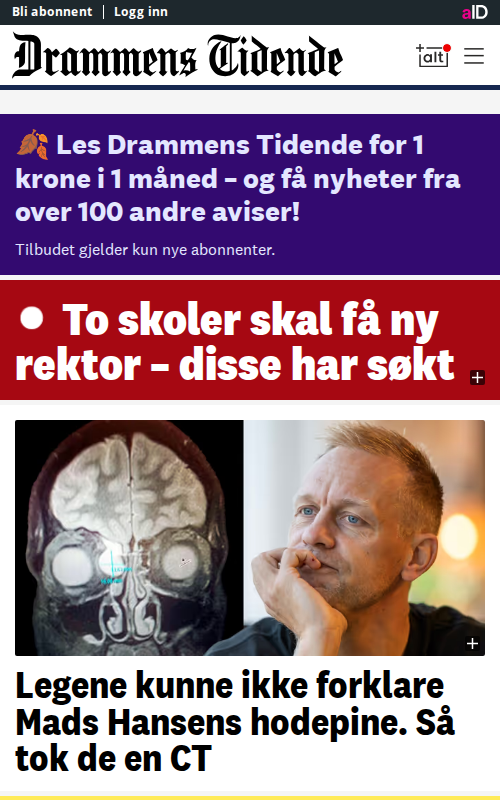 Bli abonnent | Logg inn
aID
Drammens Tidende
+alt
🍂 Les Drammens Tidende for 1
krone i 1 måned – og få nyheter fra
over 100 andre aviser!
Tilbudet gjelder kun nye abonnenter.
To skoler skal få ny
rektor – disse har søkt
+
+
Legene kunne ikke forklare
Mads Hansens hodepine. Så
tok de en CT